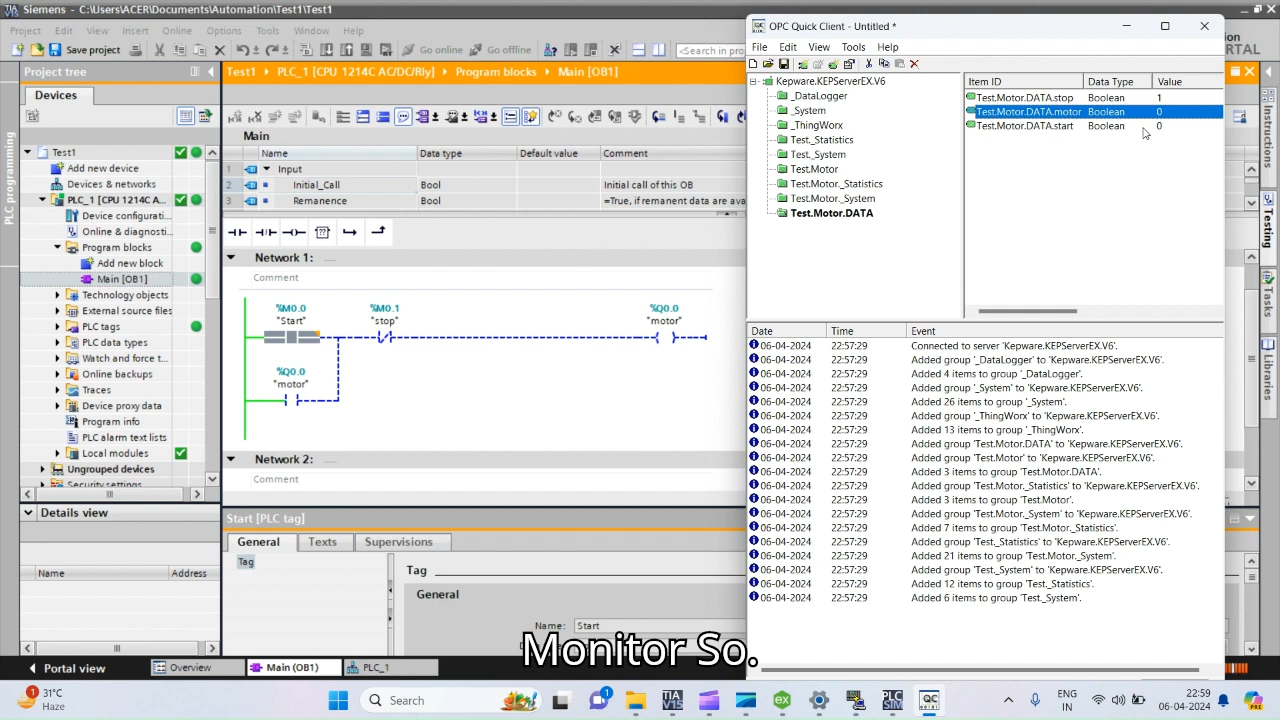 Siemens - C:\Users\ACER\Documents\Automation\Test1\Test1
Project Edit View Insert Online Options Tools Window Help
Save project Go online Go offline <Search in project>
PORTAL
Project tree
Devices
PLC programming
Test1
Add new device
Devices & networks
PLC_1 [CPU 1214C A...
Device configurati...
Online & diagnosti...
Program blocks
Add new block
Main [OB1]
Technology objects
External source files
PLC tags
PLC data types
Watch and force t...
Online backups
Traces
Device proxy data
Program info
PLC alarm text lists
Local modules
Ungrouped devices
Security settings
Details view
Name Address
Test1 PLC_1 [CPU 1214C AC/DC/Rly] Program blocks Main [OB1]
Main
Name Data type Default value Comment
1 Input
2 Initial_Call Bool Initial call of this OB
3 Remanence Bool =True, if remanent data are ava
Network 1: .....
Comment
%M0.0
"Start"
%M0.1
"stop"
%Q0.0
"motor"
%Q0.0
"motor"
Network 2: .....
Comment
Start [PLC tag]
General Texts Supervisions
Tag
Tag
General
Name: Start
Instructions
Testing
Tasks
Libraries
OPC Quick Client - Untitled *
File Edit View Tools Help
Kepware.KEPServerEX.V6
_DataLogger
_System
_ThingWorx
Test._Statistics
Test._System
Test.Motor
Test.Motor._Statistics
Test.Motor._System
Test.Motor.DATA
Item ID Data Type Value
Test.Motor.DATA.stop Boolean 1
Test.Motor.DATA.motor Boolean 0
Test.Motor.DATA.start Boolean 0
Date Time Event
06-04-2024 22:57:29 Connected to server 'Kepware.KEPServerEX.V6'.
06-04-2024 22:57:29 Added group '_DataLogger' to 'Kepware.KEPServerEX.V6'.
06-04-2024 22:57:29 Added 4 items to group '_DataLogger'.
06-04-2024 22:57:29 Added group '_System' to 'Kepware.KEPServerEX.V6'.
06-04-2024 22:57:29 Added 26 items to group '_System'.
06-04-2024 22:57:29 Added group '_ThingWorx' to 'Kepware.KEPServerEX.V6'.
06-04-2024 22:57:29 Added 13 items to group '_ThingWorx'.
06-04-2024 22:57:29 Added group 'Test.Motor.DATA' to 'Kepware.KEPServerEX.V6'.
06-04-2024 22:57:29 Added group 'Test.Motor' to 'Kepware.KEPServerEX.V6'.
06-04-2024 22:57:29 Added 3 items to group 'Test.Motor.DATA'.
06-04-2024 22:57:29 Added group 'Test.Motor._Statistics' to 'Kepware.KEPServerEX.V6'.
06-04-2024 22:57:29 Added 3 items to group 'Test.Motor'.
06-04-2024 22:57:29 Added group 'Test.Motor._System' to 'Kepware.KEPServerEX.V6'.
06-04-2024 22:57:29 Added 7 items to group 'Test.Motor._Statistics'.
06-04-2024 22:57:29 Added group 'Test._Statistics' to 'Kepware.KEPServerEX.V6'.
06-04-2024 22:57:29 Added 21 items to group 'Test.Motor._System'.
06-04-2024 22:57:29 Added group 'Test._System' to 'Kepware.KEPServerEX.V6'.
06-04-2024 22:57:29 Added 12 items to group 'Test._Statistics'.
06-04-2024 22:57:29 Added 6 items to group 'Test._System'.
Monitor So.
Portal view Overview Main (OB1) PLC_1
31°C
Haze
Search
ENG
IN
22:59
06-04-2024